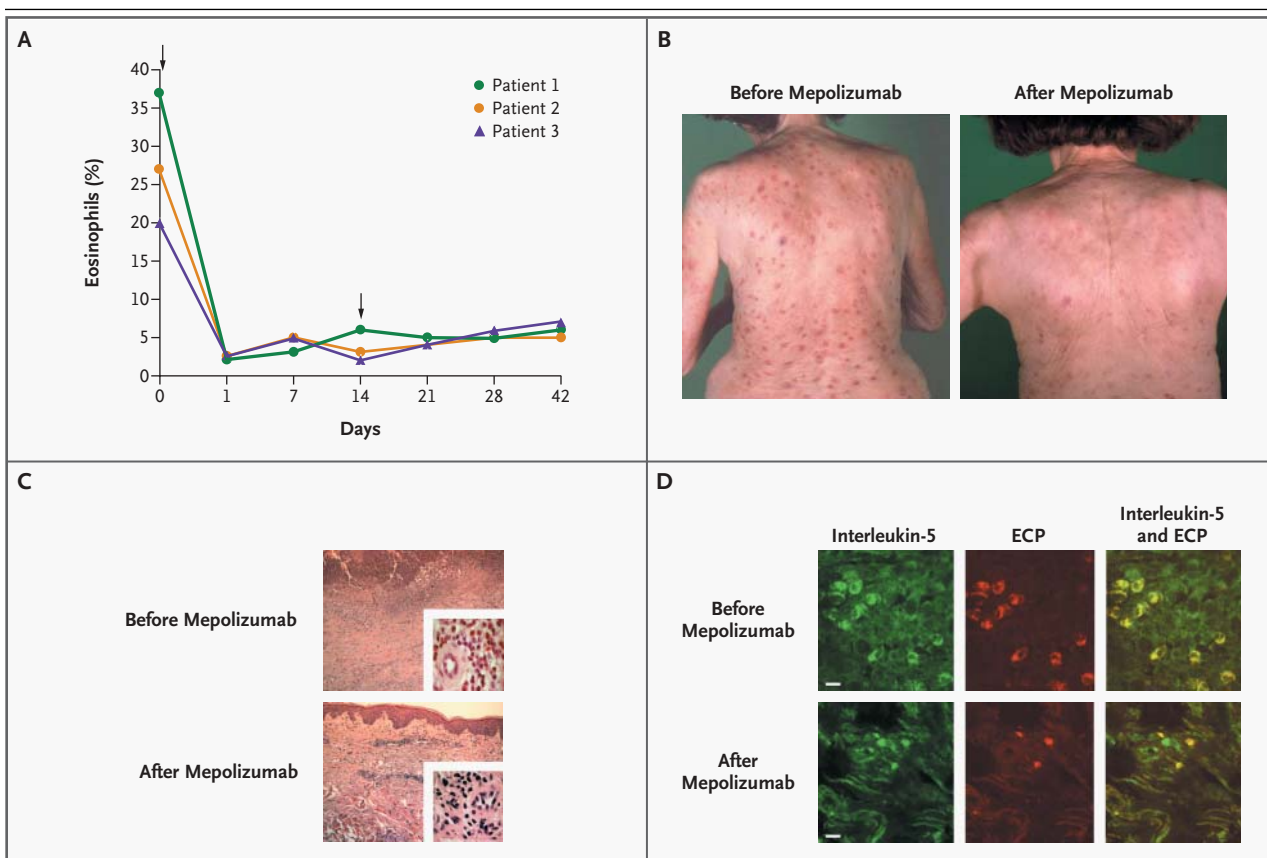 A
40
35
30
25
20
15
10
5
0
Eosinophils (%)
0 1 7 14 21 28 42
Days
Patient 1
Patient 2
Patient 3
B
Before Mepolizumab
After Mepolizumab
C
Before Mepolizumab
After Mepolizumab
D
Interleukin-5
ECP
Interleukin-5
and ECP
Before
Mepolizumab
After
Mepolizumab